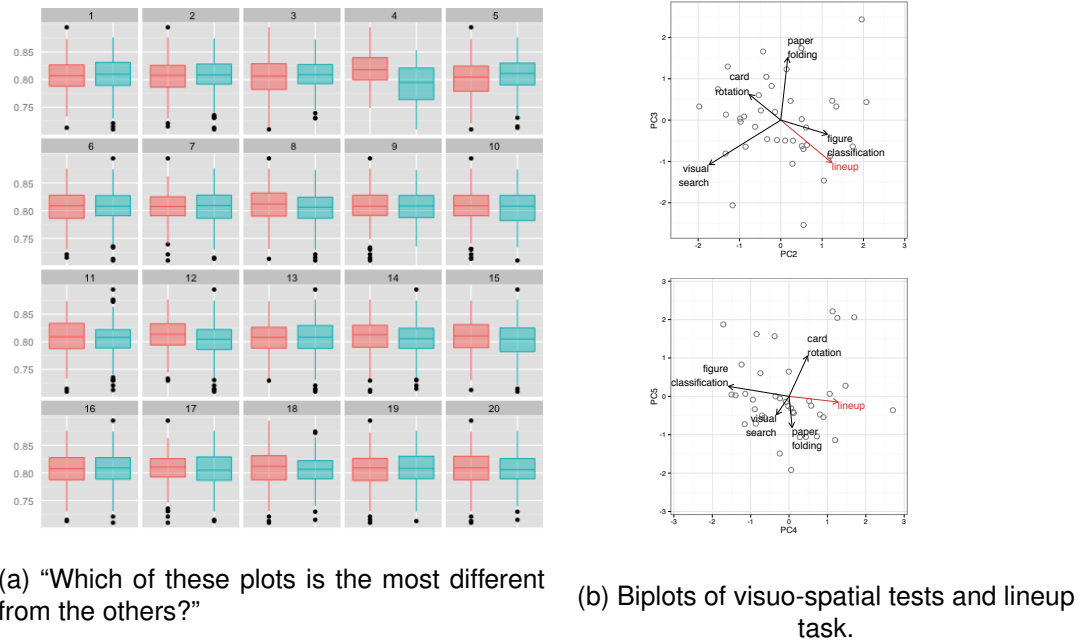 1 2 3 4 5
0.85
0.80
0.75
6 7 8 9 10
0.85
0.80
0.75
11 12 13 14 15
0.85
0.80
0.75
16 17 18 19 20
0.85
0.80
0.75
(a) “Which of these plots is the most different
from the others?”
PC3
2
1
0
-1
-2
paper
folding
card
rotation
figure
classification
lineup
visual
search
-2 -1 0 1 2 3
PC2
PC5
3
2
1
0
-1
-2
-3
card
rotation
figure
classification
lineup
visual
search
paper
folding
-3 -2 -1 0 1 2 3
PC4
(b) Biplots of visuo-spatial tests and lineup
task.